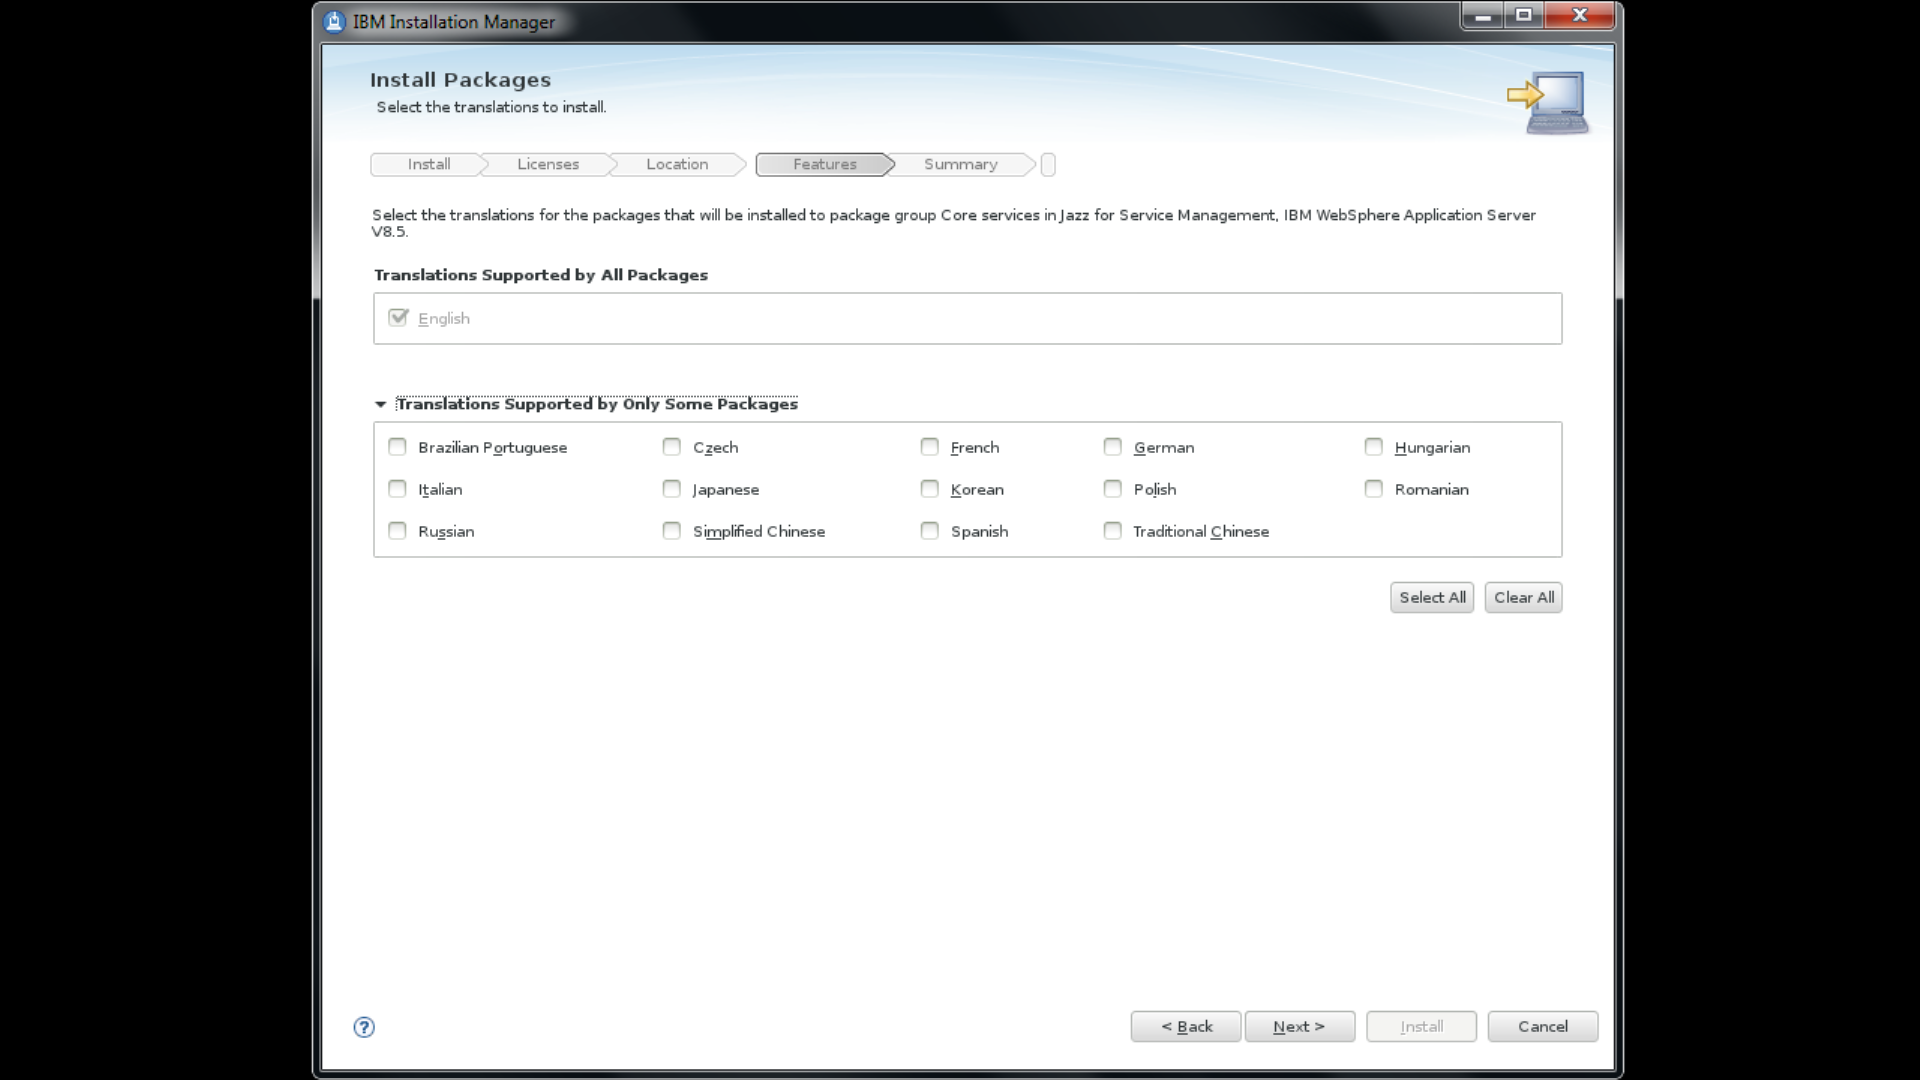 IBM Installation Manager
Install Packages
Select the translations to install.
Install Licenses Location Features Summary
Select the translations for the packages that will be installed to package group Core services in Jazz for Service Management, IBM WebSphere Application Server
V8.5.
Translations Supported by All Packages
English
Translations Supported by Only Some Packages
Brazilian Portuguese Czech French German Hungarian
Italian Japanese Korean Polish Romanian
Russian Simplified Chinese Spanish Traditional Chinese
Select All Clear All
? < Back Next > Install Cancel